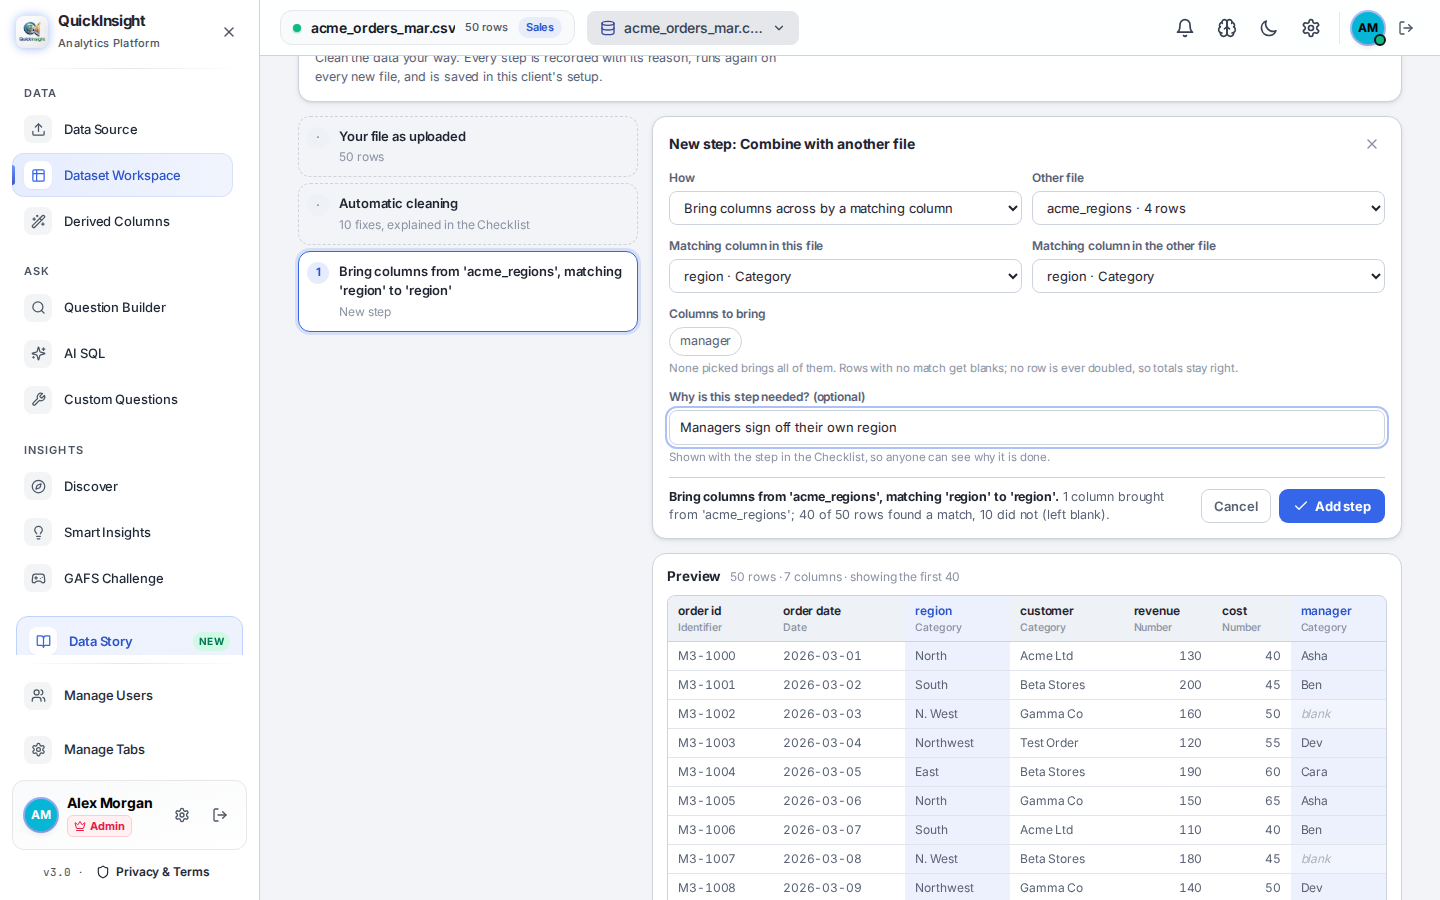 QuickInsight
Analytics Platform
acme_orders_mar.csv 50 rows Sales
acme_orders_mar.c...
AM
DATA
Data Source
Dataset Workspace
Derived Columns
ASK
Question Builder
AI SQL
Custom Questions
INSIGHTS
Discover
Smart Insights
GAFS Challenge
Data Story NEW
Manage Users
Manage Tabs
AM Alex Morgan
Admin
v3.0 · Privacy & Terms
Clean the data your way. Every step is recorded with its reason, runs again on
every new file, and is saved in this client's setup.
· Your file as uploaded
50 rows
· Automatic cleaning
10 fixes, explained in the Checklist
1 Bring columns from 'acme_regions', matching
'region' to 'region'
New step
New step: Combine with another file
How Other file
Bring columns across by a matching column acme_regions · 4 rows
Matching column in this file Matching column in the other file
region · Category region · Category
Columns to bring
manager
None picked brings all of them. Rows with no match get blanks; no row is ever doubled, so totals stay right.
Why is this step needed? (optional)
Managers sign off their own region
Shown with the step in the Checklist, so anyone can see why it is done.
Bring columns from 'acme_regions', matching 'region' to 'region'. 1 column brought
from 'acme_regions'; 40 of 50 rows found a match, 10 did not (left blank).
Cancel Add step
Preview 50 rows · 7 columns · showing the first 40
order id order date region customer revenue cost manager
Identifier Date Category Category Number Number Category
M3-1000 2026-03-01 North Acme Ltd 130 40 Asha
M3-1001 2026-03-02 South Beta Stores 200 45 Ben
M3-1002 2026-03-03 N. West Gamma Co 160 50 blank
M3-1003 2026-03-04 Northwest Test Order 120 55 Dev
M3-1004 2026-03-05 East Beta Stores 190 60 Cara
M3-1005 2026-03-06 North Gamma Co 150 65 Asha
M3-1006 2026-03-07 South Acme Ltd 110 40 Ben
M3-1007 2026-03-08 N. West Beta Stores 180 45 blank
M3-1008 2026-03-09 Northwest Gamma Co 140 50 Dev